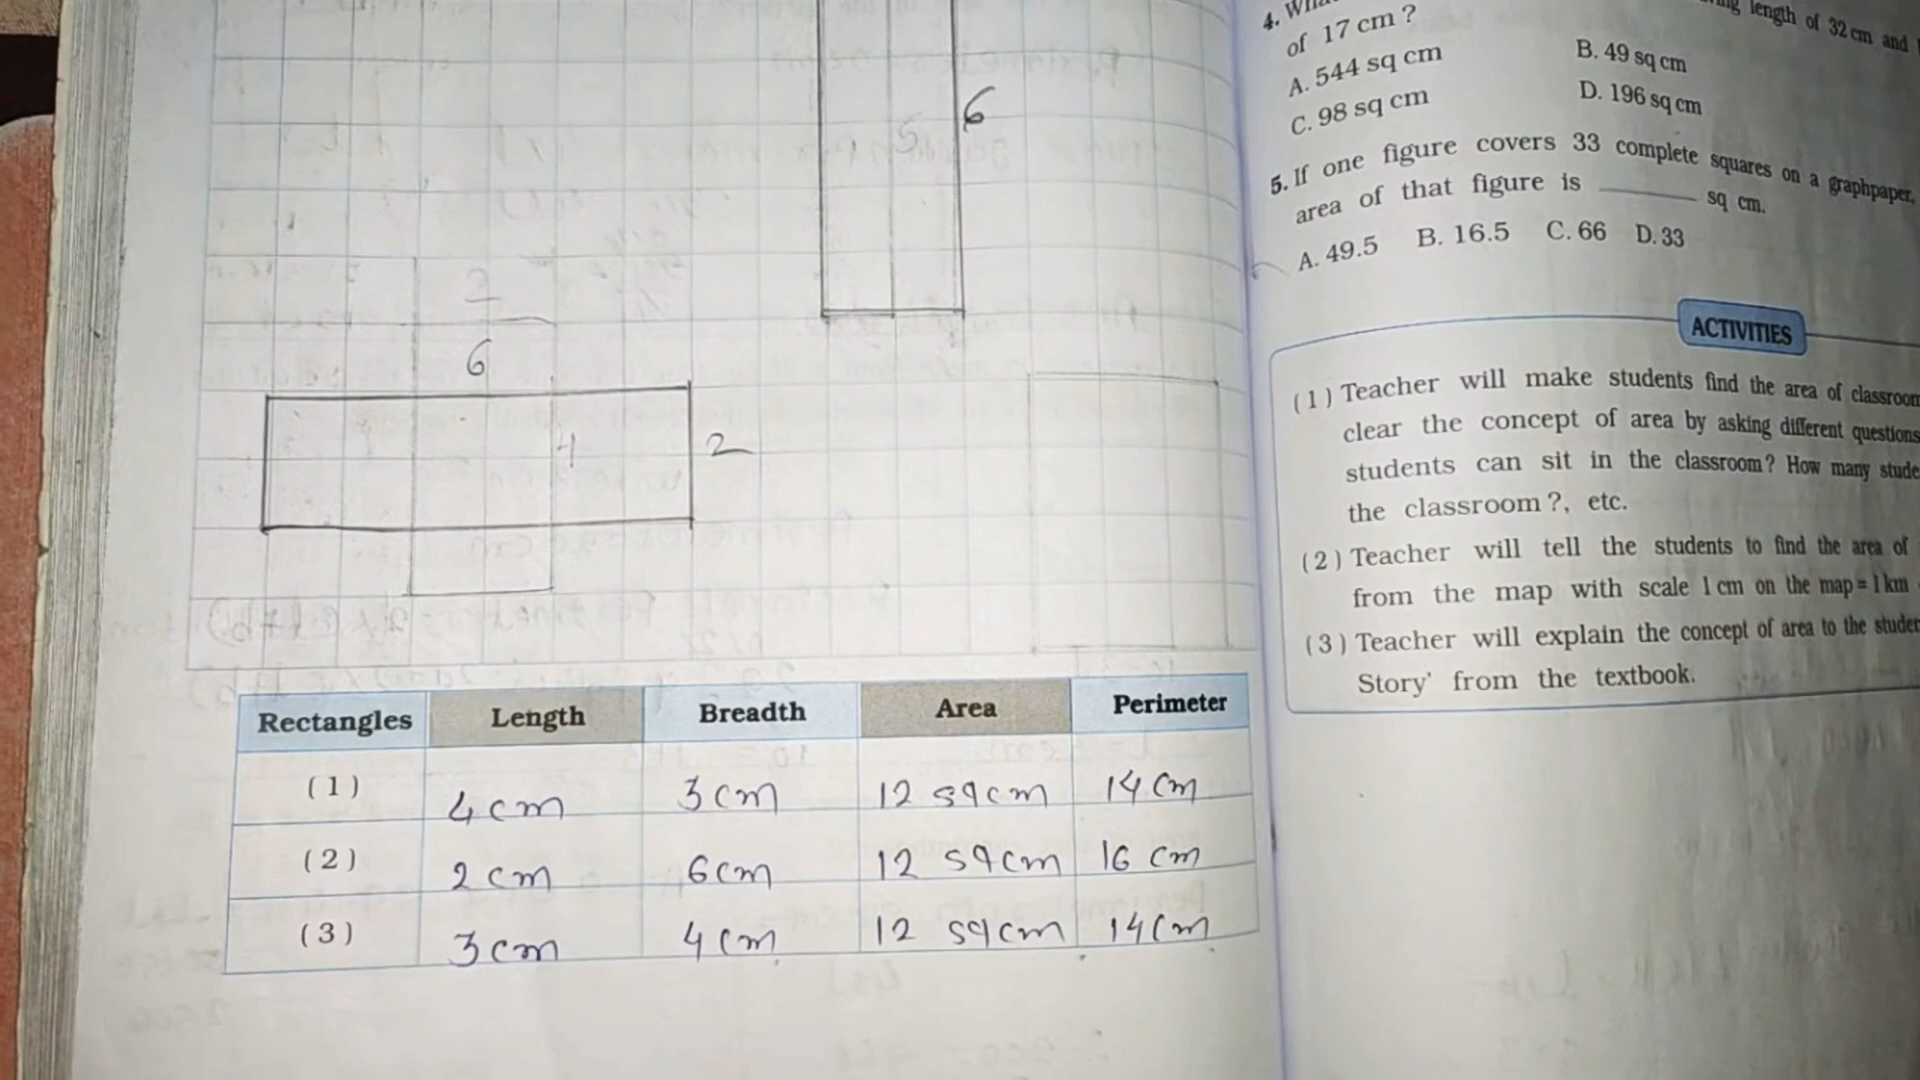 6
5
2
6
4
2
Rectangles Length Breadth Area Perimeter
(1) 4cm 3cm 12 sqcm 14cm
(2) 2cm 6cm 12 sqcm 16 cm
(3) 3cm 4cm 12 sqcm 14cm
4. length of 32 cm and
of 17 cm ?
A. 544 sq cm B. 49 sq cm
C. 98 sq cm D. 196 sq cm
5. If one figure covers 33 complete squares on a graphpaper,
area of that figure is ______ sq cm.
A. 49.5 B. 16.5 C. 66 D. 33
ACTIVITIES
(1) Teacher will make students find the area of classroom
clear the concept of area by asking different questions
students can sit in the classroom? How many
the classroom?, etc.
(2) Teacher will tell the students to find the area of
from the map with scale 1 cm on the map = 1 km
(3) Teacher will explain the concept of area to the
Story' from the textbook.